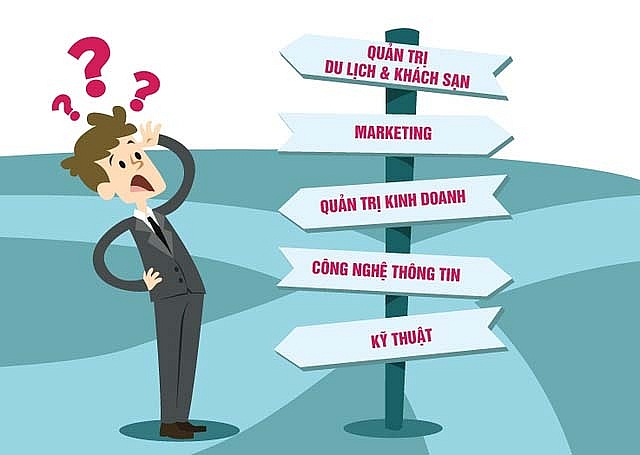 ???
QUẢN TRỊ
DU LỊCH & KHÁCH SẠN
MARKETING
QUẢN TRỊ KINH DOANH
CÔNG NGHỆ THÔNG TIN
KỸ THUẬT